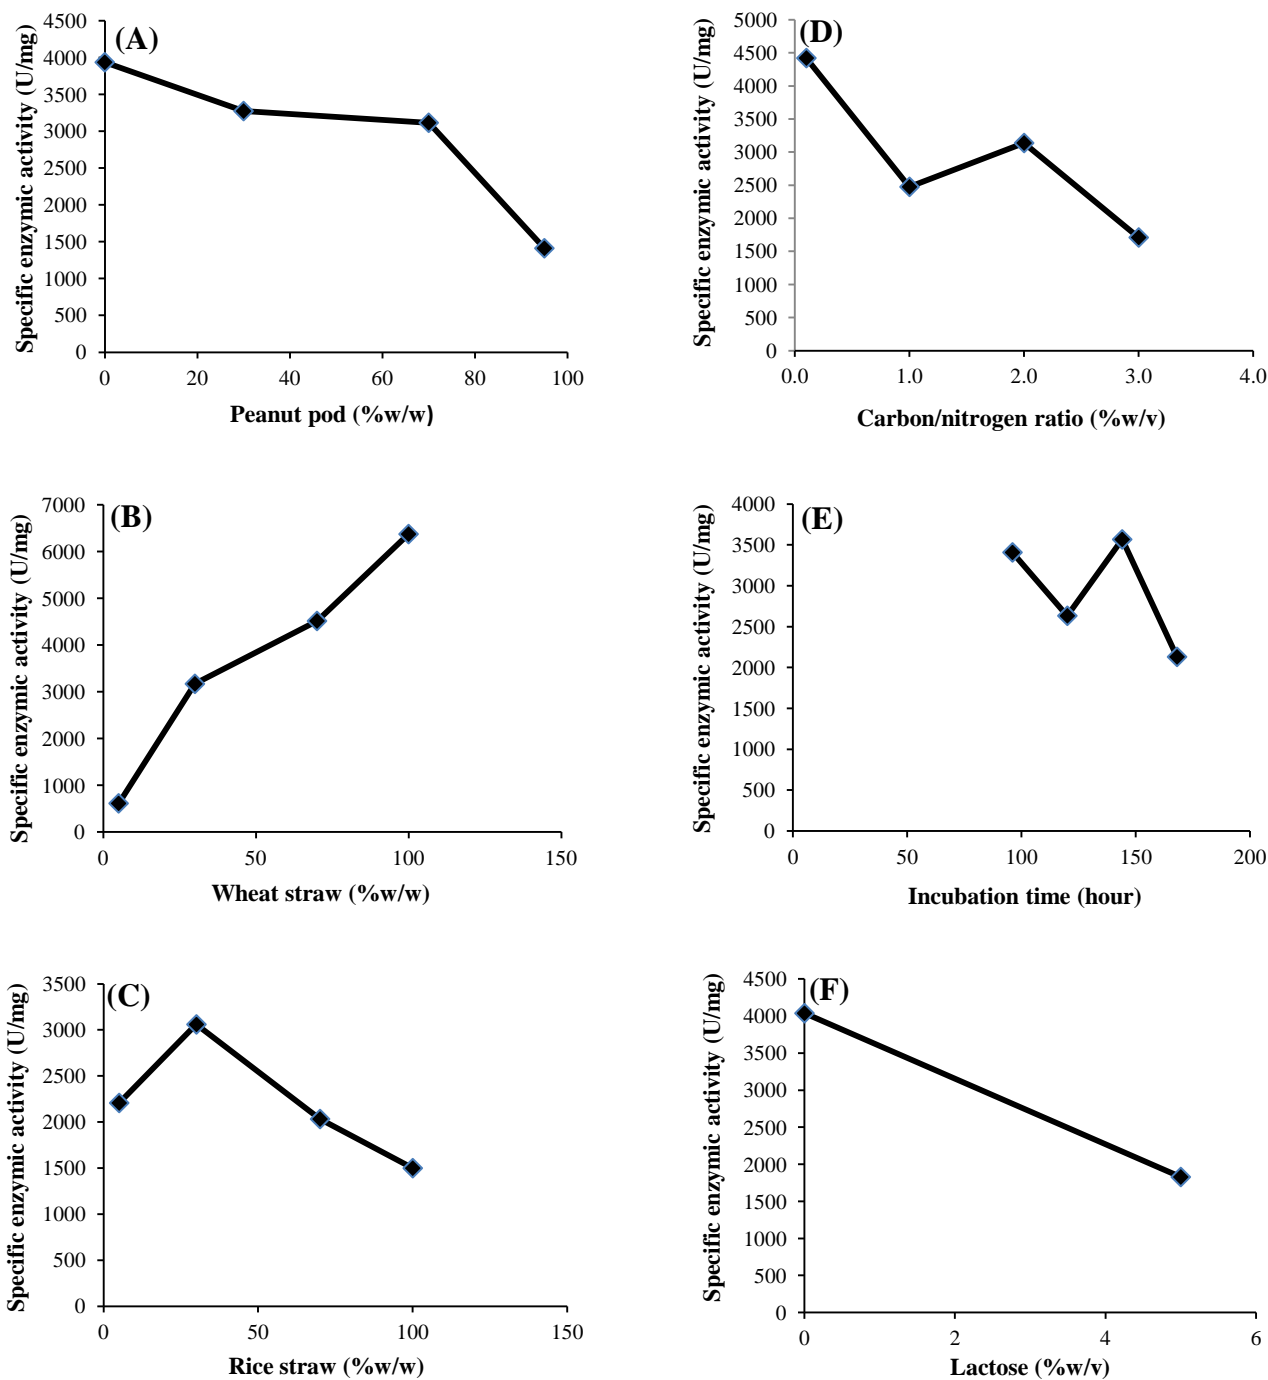 (A)
Specific enzymic activity (U/mg)
4500
4000
3500
3000
2500
2000
1500
1000
500
0
0 20 40 60 80 100
Peanut pod (%w/w)
(D)
Specific enzymic activity (U/mg)
5000
4500
4000
3500
3000
2500
2000
1500
1000
500
0
0.0 1.0 2.0 3.0 4.0
Carbon/nitrogen ratio (%w/v)
(B)
Specific enzymic activity (U/mg)
7000
6000
5000
4000
3000
2000
1000
0
0 50 100 150
Wheat straw (%w/w)
(E)
Specific enzymic activity (U/mg)
4000
3500
3000
2500
2000
1500
1000
500
0
0 50 100 150 200
Incubation time (hour)
(C)
Specific enzymic activity (U/mg)
3500
3000
2500
2000
1500
1000
500
0
0 50 100 150
Rice straw (%w/w)
(F)
Specific enzymic activity (U/mg)
4500
4000
3500
3000
2500
2000
1500
1000
500
0
0 2 4 6
Lactose (%w/v)